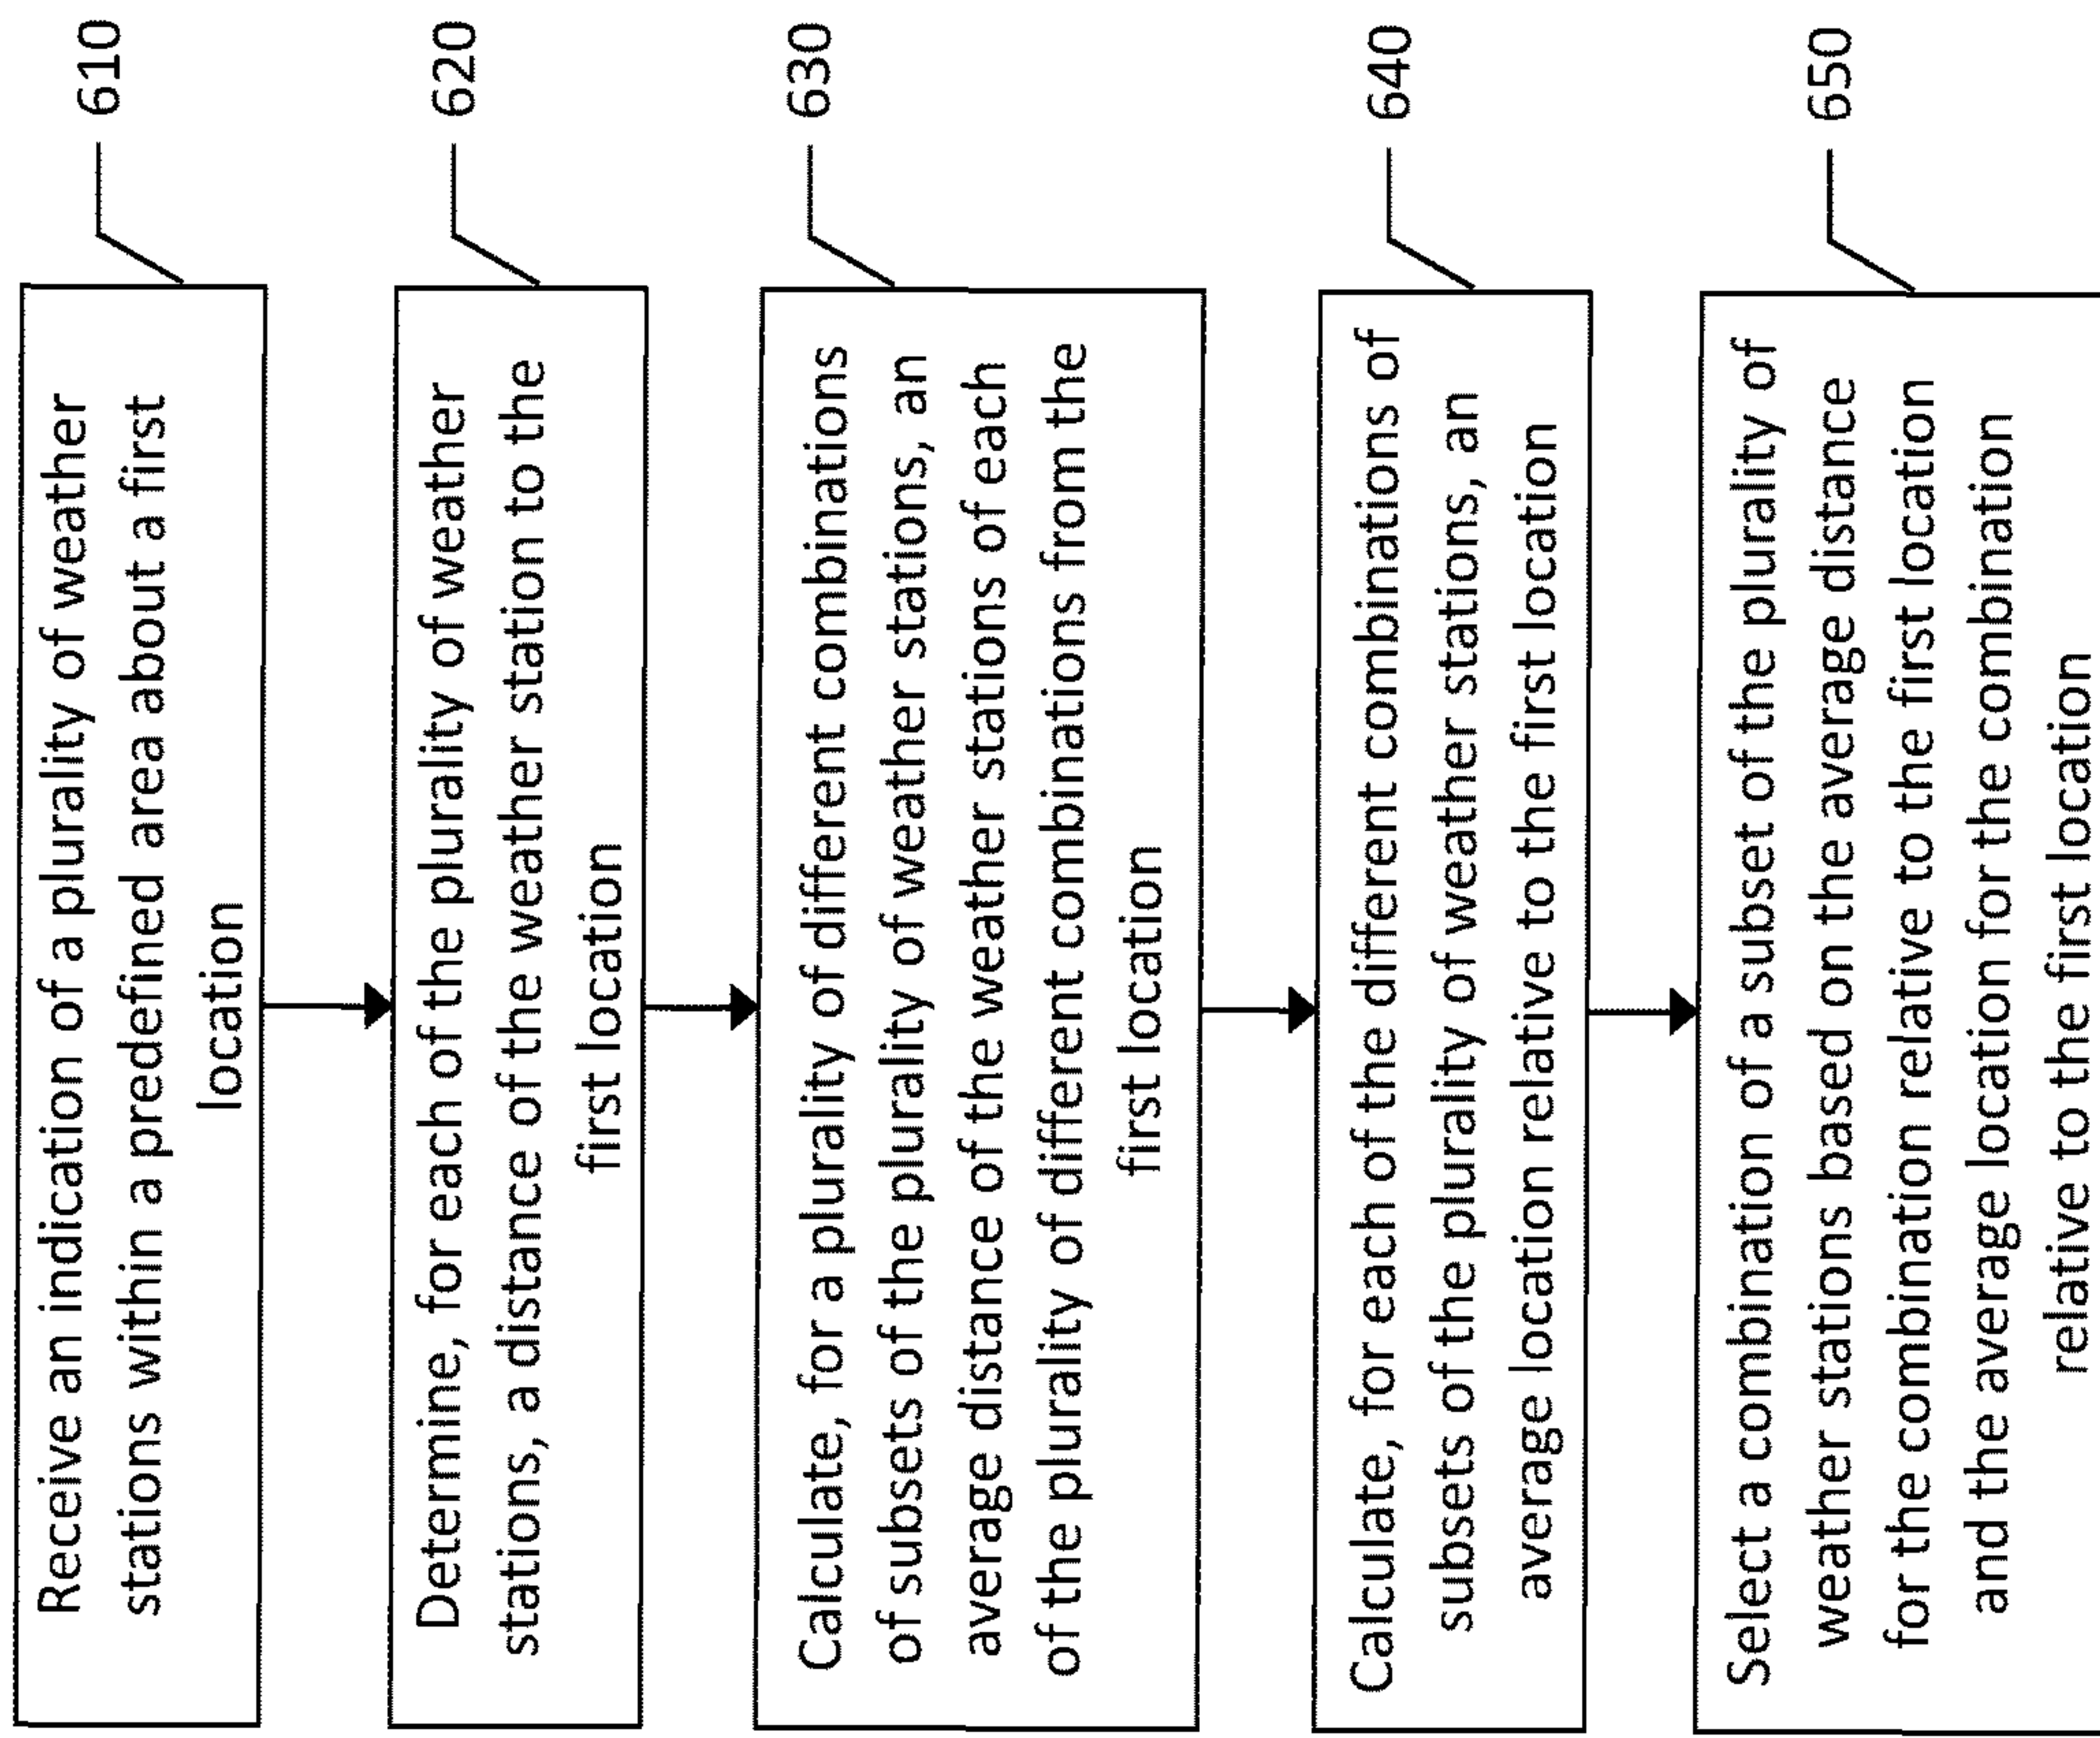 Receive an indication of a plurality of weather
stations within a predefined area about a first
location
610
Determine, for each of the plurality of weather
stations, a distance of the weather station to the
first location
620
Calculate, for a plurality of different combinations
of subsets of the plurality of weather stations, an
average distance of the weather stations of each
of the plurality of different combinations from the
first location
630
Calculate, for each of the different combinations of
subsets of the plurality of weather stations, an
average location relative to the first location
640
Select a combination of a subset of the plurality of
weather stations based on the average distance
for the combination relative to the first location
and the average location for the combination
relative to the first location
650